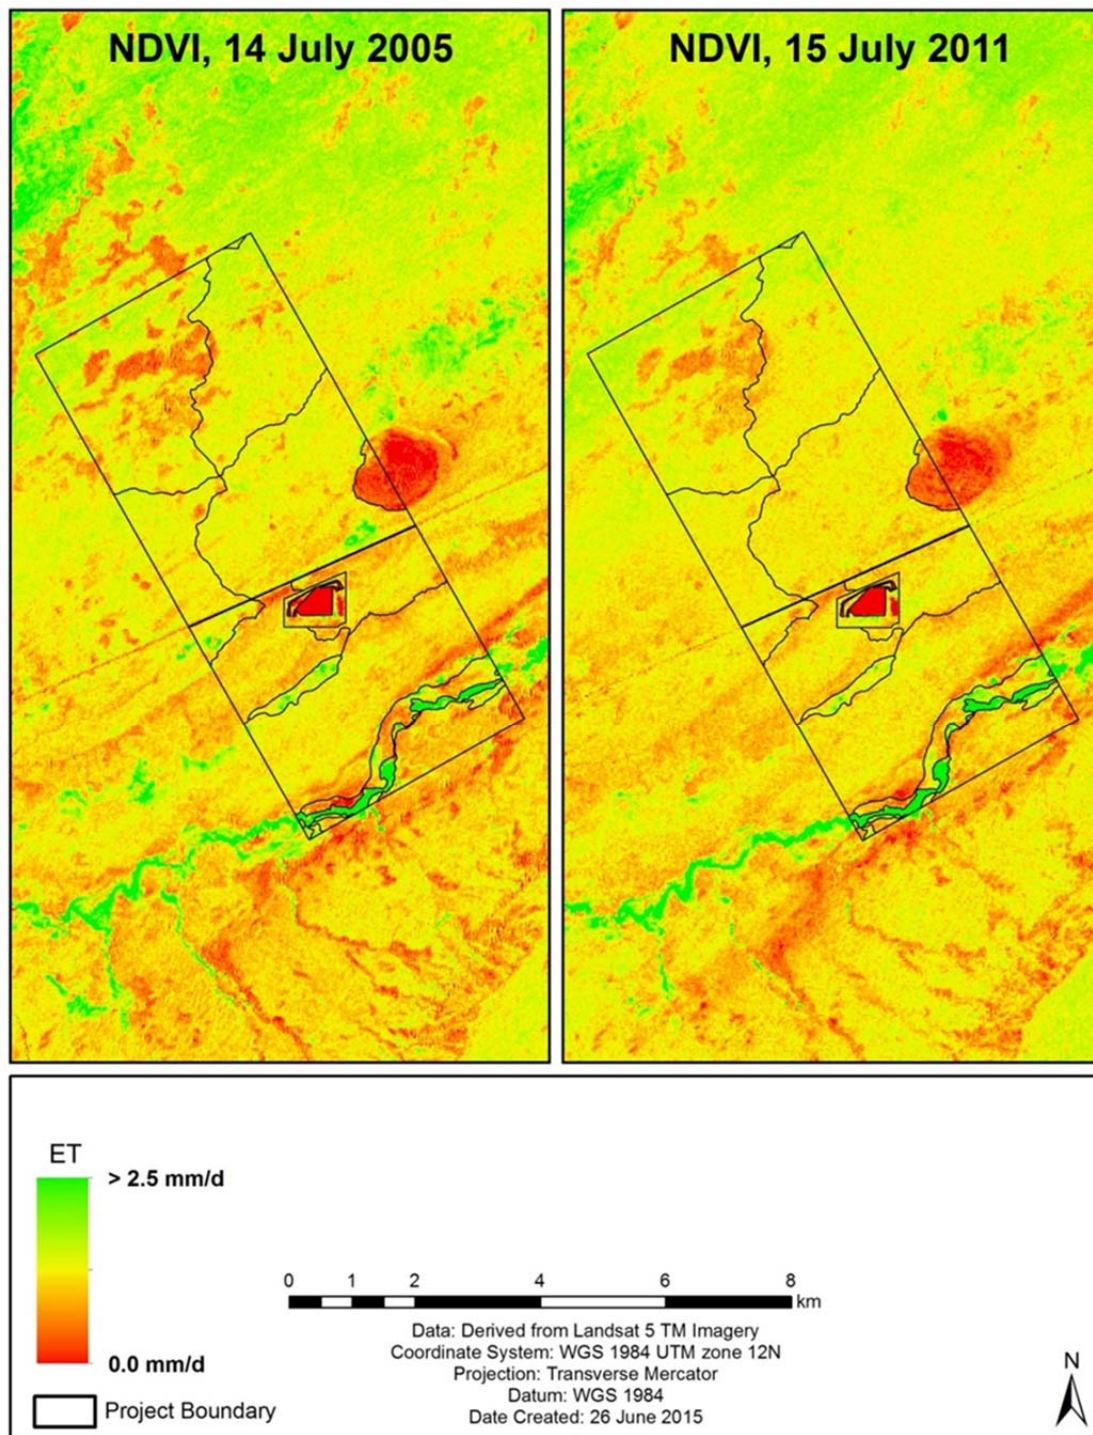 NDVI, 14 July 2005
NDVI, 15 July 2011
ET
> 2.5 mm/d
0.0 mm/d
Project Boundary
0 1 2 4 6 8
km
Data: Derived from Landsat 5 TM Imagery
Coordinate System: WGS 1984 UTM zone 12N
Projection: Transverse Mercator
Datum: WGS 1984
Date Created: 26 June 2015
N